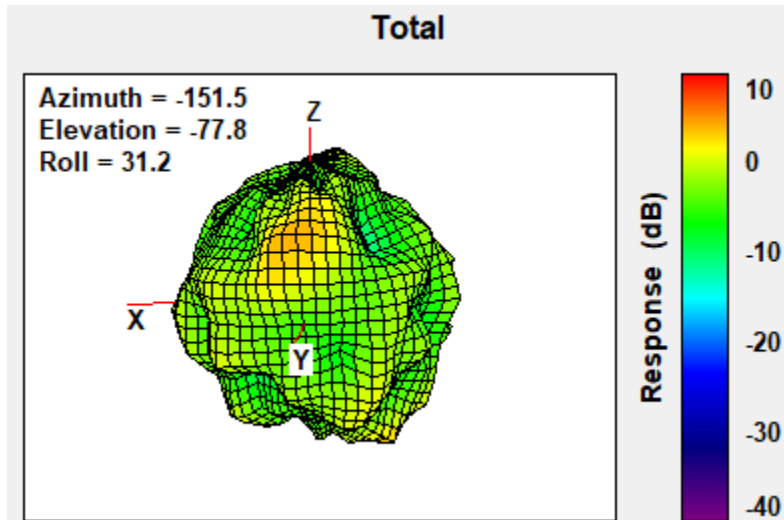 Total
Azimuth = -151.5
Elevation = -77.8
Roll = 31.2
Z
X
Y
Response (dB)
10
0
-10
-20
-30
-40